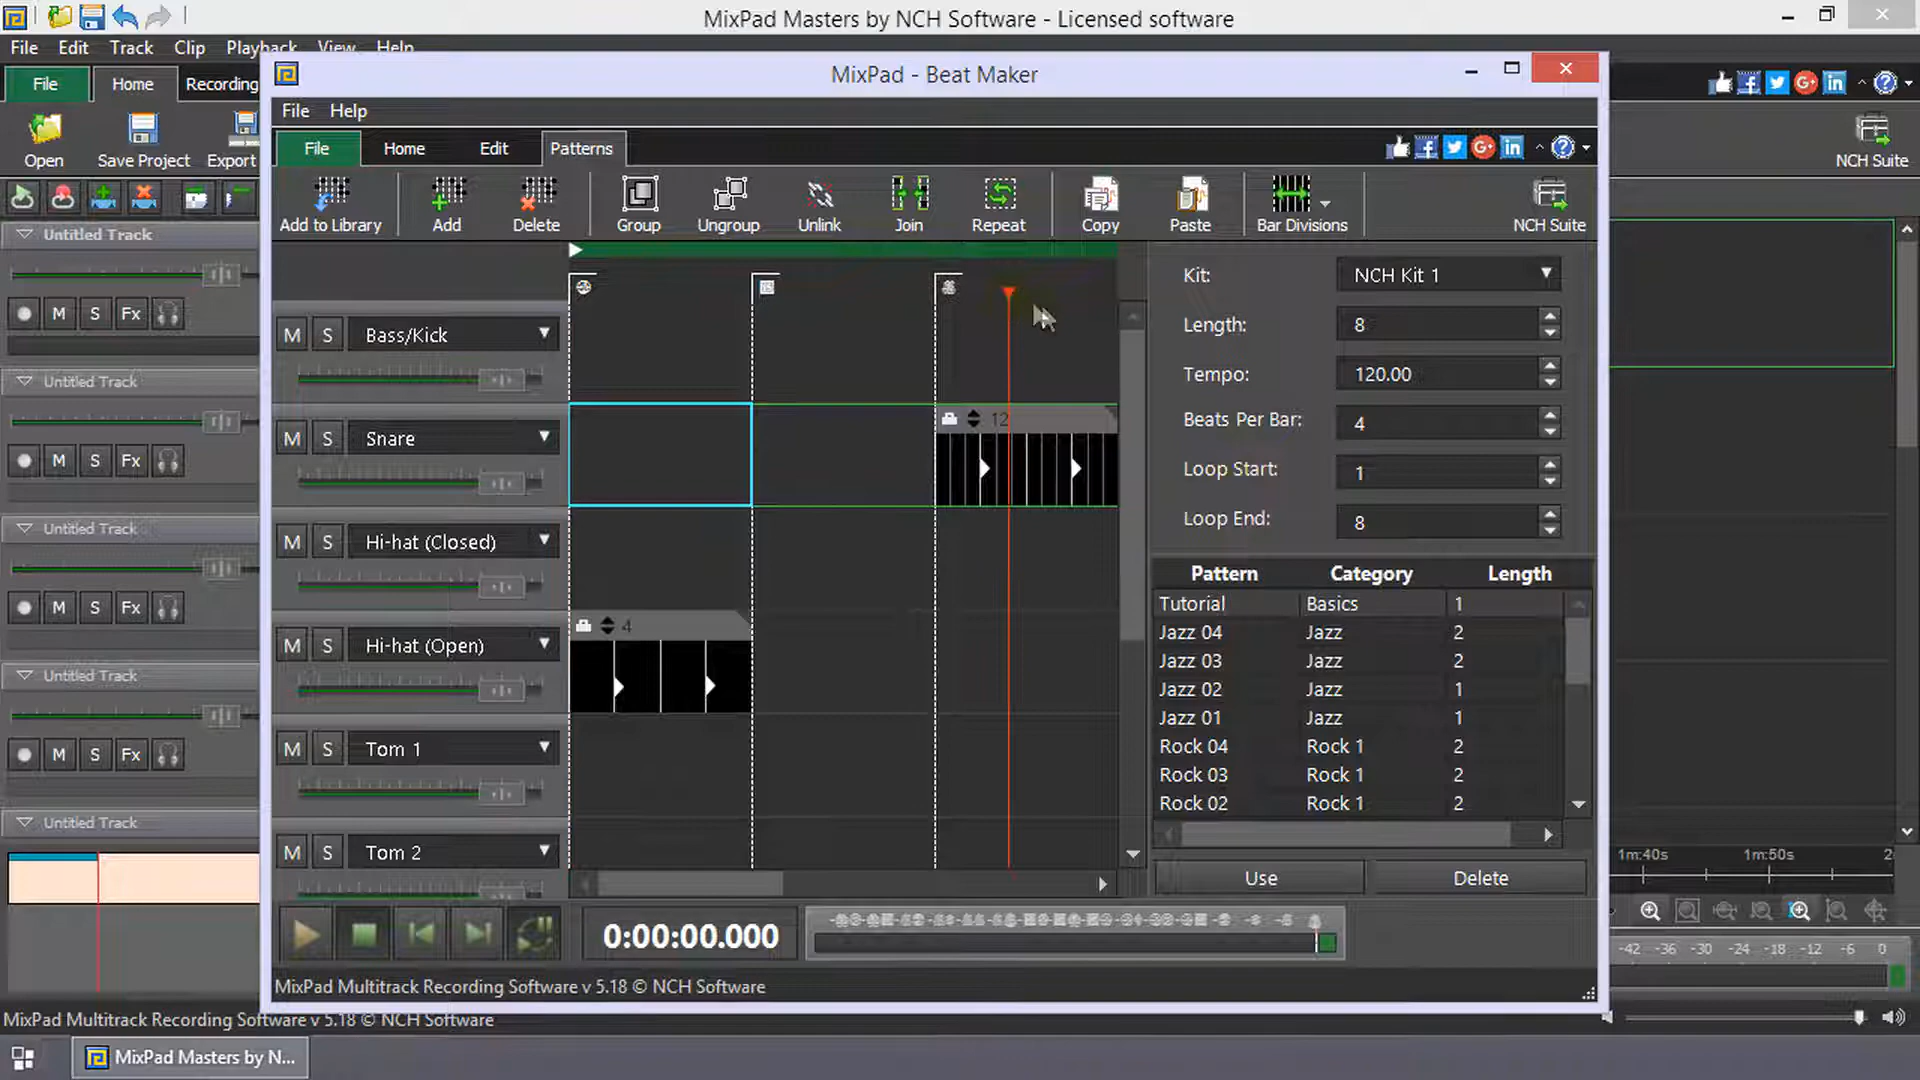 MixPad Masters by NCH Software - Licensed software
File Edit Track Clip Playback View Help
File Home Recording
Open Save Project Export
NCH Suite
Untitled Track
M S Fx
Untitled Track
M S Fx
Untitled Track
M S Fx
Untitled Track
M S Fx
Untitled Track
MixPad - Beat Maker
File Help
File Home Edit Patterns
Add to Library Add Delete Group Ungroup Unlink Join Repeat Copy Paste Bar Divisions NCH Suite
M S Bass/Kick
M S Snare
12
M S Hi-hat (Closed)
M S Hi-hat (Open)
4
M S Tom 1
M S Tom 2
Kit: NCH Kit 1
Length: 8
Tempo: 120.00
Beats Per Bar: 4
Loop Start: 1
Loop End: 8
Pattern Category Length
Tutorial Basics 1
Jazz 04 Jazz 2
Jazz 03 Jazz 2
Jazz 02 Jazz 1
Jazz 01 Jazz 1
Rock 04 Rock 1 2
Rock 03 Rock 1 2
Rock 02 Rock 1 2
Use Delete
0:00:00.000
MixPad Multitrack Recording Software v 5.18 © NCH Software
1m:40s 1m:50s
-42 -36 -30 -24 -18 -12 -6 0
MixPad Multitrack Recording Software v 5.18 © NCH Software
MixPad Masters by N...